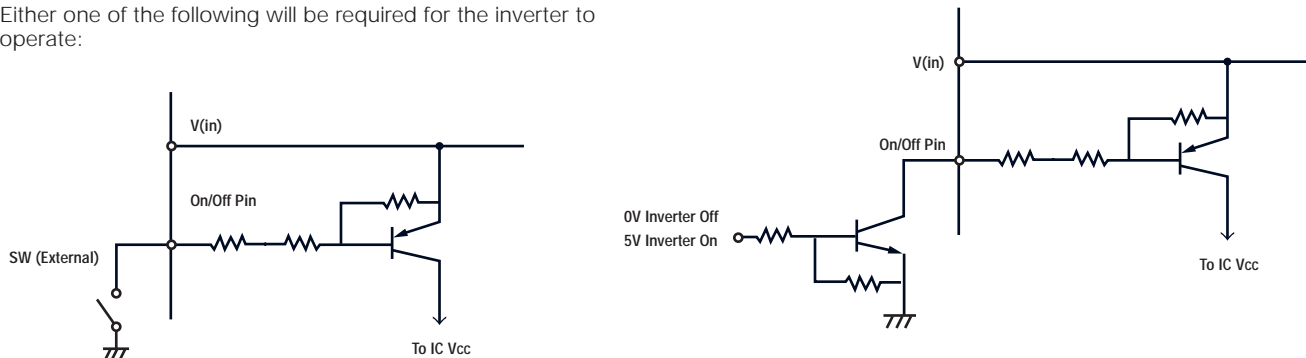 Either one of the following will be required for the inverter to
operate:
V(in)
On/Off Pin
SW (External)
To IC Vcc
V(in)
On/Off Pin
0V Inverter Off
5V Inverter On
To IC Vcc